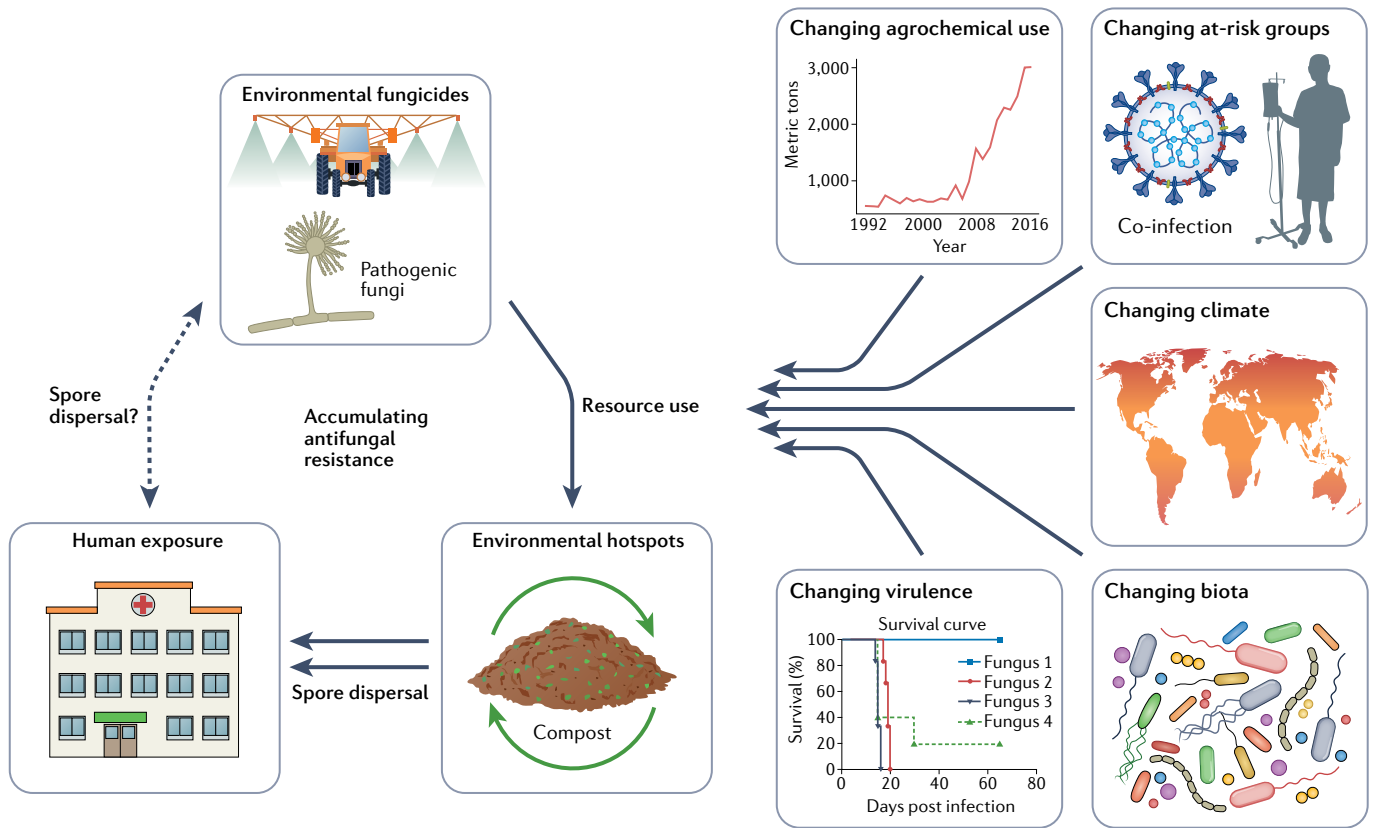 Environmental fungicides
Pathogenic
fungi
Spore
dispersal?
Accumulating
antifungal
resistance
Resource use
Human exposure
Spore dispersal
Environmental hotspots
Compost
Changing agrochemical use
Metric tons
3,000
2,000
1,000
1992
2000
2008
2016
Year
Changing at-risk groups
Co-infection
Changing climate
Changing virulence
Survival curve
Survival (%)
100
80
60
40
20
0
Fungus 1
Fungus 2
Fungus 3
Fungus 4
0
20
40
60
80
Days post infection
Changing biota